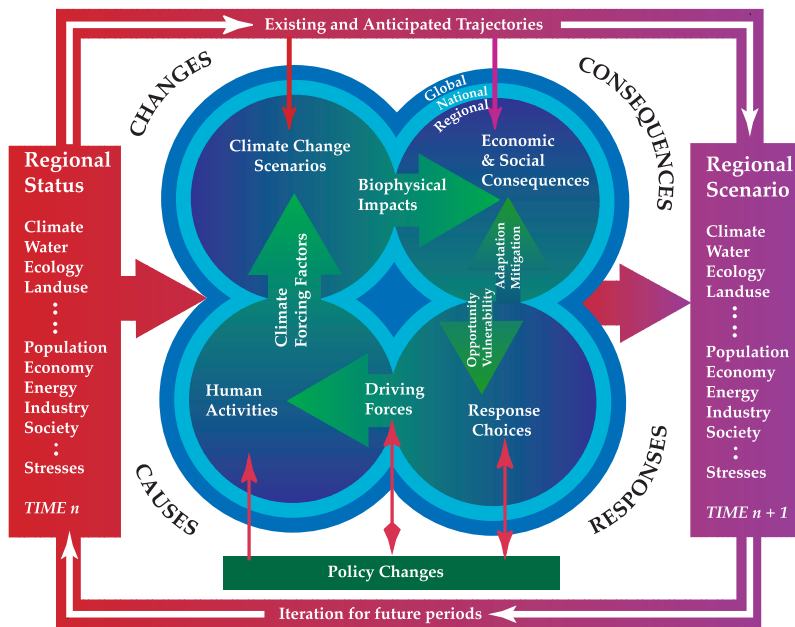 Existing and Anticipated Trajectories
CHANGES
CONSEQUENCES
Global
National
Regional
Regional
Status
Climate
Water
Ecology
Landuse
Population
Economy
Energy
Industry
Society
Stresses
TIME n
Climate Change
Scenarios
Biophysical
Impacts
Economic
& Social
Consequences
Climate
Forcing Factors
Adaptation
Mitigation
Opportunity
Vulnerability
Human
Activities
Driving
Forces
Response
Choices
Regional
Scenario
Climate
Water
Ecology
Landuse
Population
Economy
Energy
Industry
Society
Stresses
TIME n + 1
CAUSES
RESPONSES
Policy Changes
Iteration for future periods